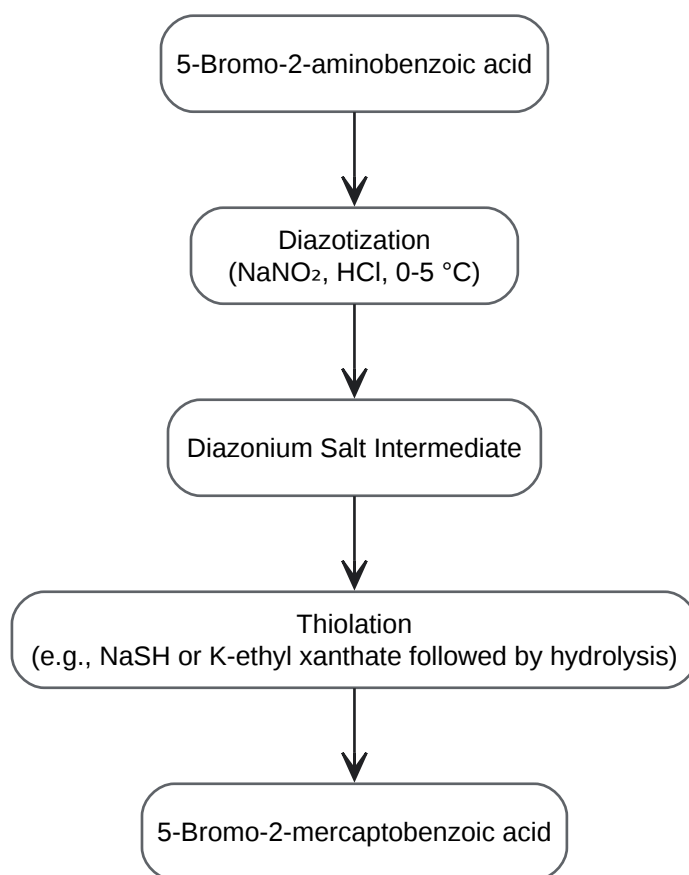 5-Bromo-2-aminobenzoic acid
Diazotization
(NaNO₂, HCl, 0-5 °C)
Diazonium Salt Intermediate
Thiolation
(e.g., NaSH or K-ethyl xanthate followed by hydrolysis)
5-Bromo-2-mercaptobenzoic acid